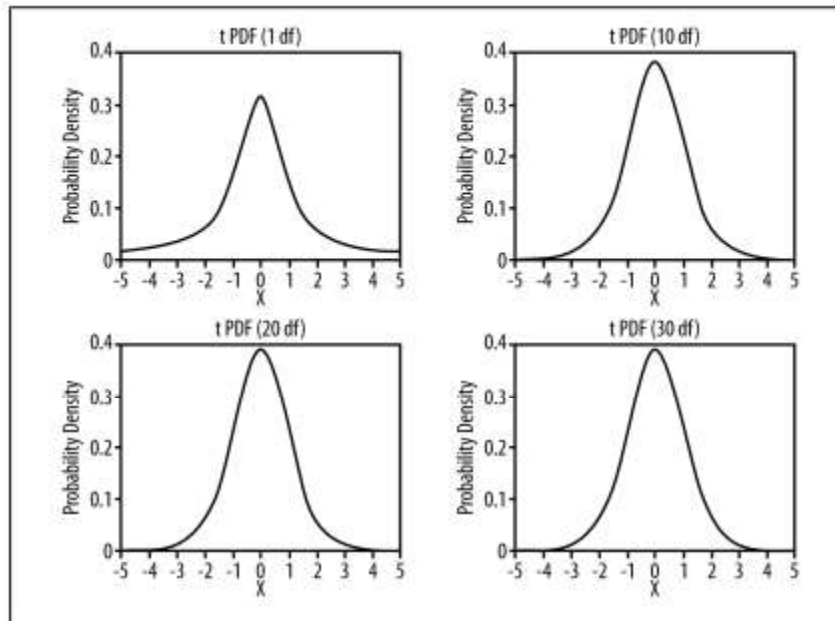 t PDF (1 df)
0.4
0.3
0.2
0.1
0
Probability Density
-5 -4 -3 -2 -1 0 1 2 3 4 5
X
t PDF (10 df)
0.4
0.3
0.2
0.1
0
Probability Density
-5 -4 -3 -2 -1 0 1 2 3 4 5
X
t PDF (20 df)
0.4
0.3
0.2
0.1
0
Probability Density
-5 -4 -3 -2 -1 0 1 2 3 4 5
X
t PDF (30 df)
0.4
0.3
0.2
0.1
0
Probability Density
-5 -4 -3 -2 -1 0 1 2 3 4 5
X